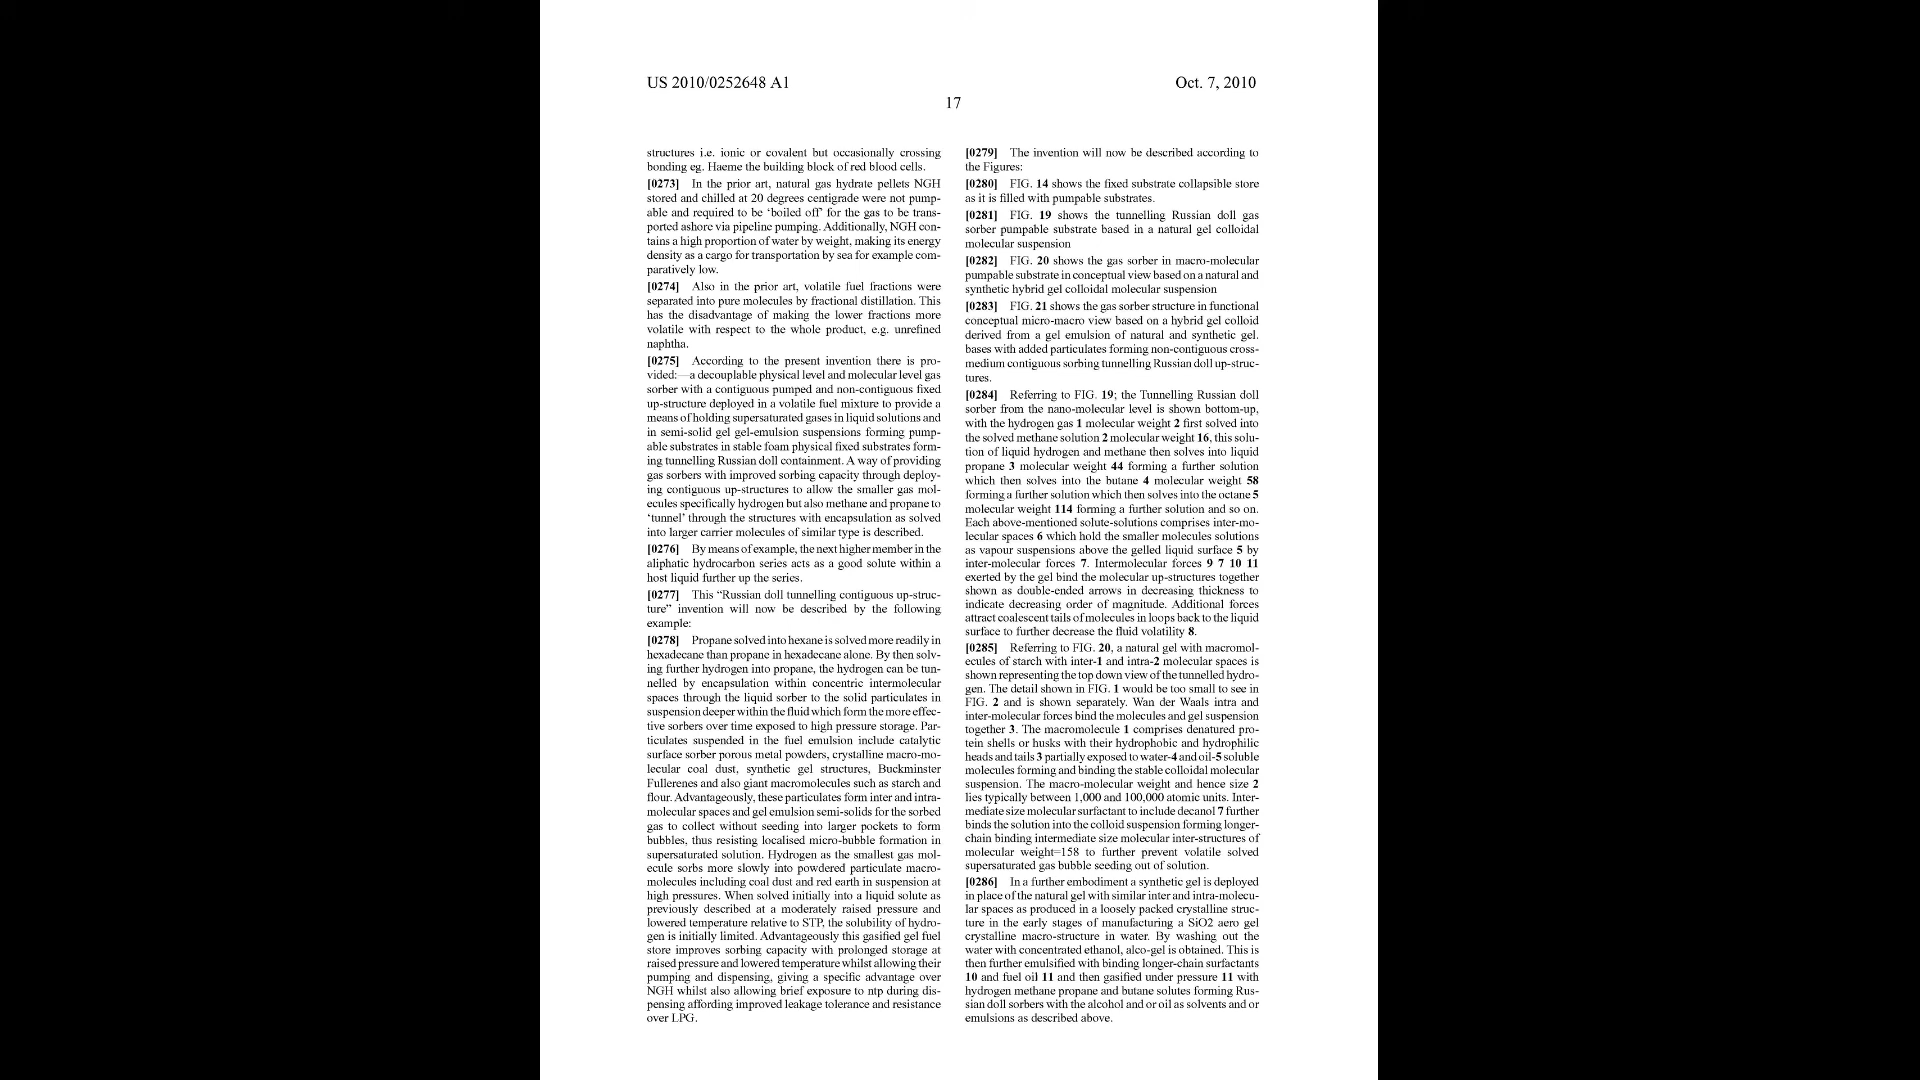 US 2010/0252648 A1
Oct. 7, 2010
17
structures i.e. ionic or covalent but occasionally crossing
bonding eg. Haeme the building block of red blood cells.
[0273] In the prior art, natural gas hydrate pellets NGH
stored and chilled at 20 degrees centigrade were not pump-
able and required to be ‘boiled off’ for the gas to be trans-
ported ashore via pipeline pumping. Additionally, NGH con-
tains a high proportion of water by weight, making its energy
density as a cargo for transportation by sea for example com-
paratively low.
[0274] Also in the prior art, volatile fuel fractions were
separated into pure molecules by fractional distillation. This
has the disadvantage of making the lower fractions more
volatile with respect to the whole product, e.g. unrefined
naphtha.
[0275] According to the present invention there is pro-
vided:—a decouplable physical level and molecular level gas
sorber with a contiguous pumped and non-contiguous fixed
up-structure deployed in a volatile fuel mixture to provide a
means of holding supersaturated gases in liquid solutions and
in semi-solid gel gel-emulsion suspensions forming pump-
able substrates in stable foam physical fixed substrates form-
ing tunnelling Russian doll containment. A way of providing
gas sorbers with improved sorbing capacity through deploy-
ing contiguous up-structures to allow the smaller gas mol-
ecules specifically hydrogen but also methane and propane to
‘tunnel’ through the structures with encapsulation as solved
into larger carrier molecules of similar type is described.
[0276] By means of example, the next higher member in the
aliphatic hydrocarbon series acts as a good solute within a
host liquid further up the series.
[0277] This “Russian doll tunnelling contiguous up-struc-
ture” invention will now be described by the following
example:
[0278] Propane solved into hexane is solved more readily in
hexadecane than propane in hexadecane alone. By then solv-
ing further hydrogen into propane, the hydrogen can be tun-
nelled by encapsulation within concentric intermolecular
spaces through the liquid sorber to the solid particulates in
suspension deeper within the fluid which form the more effec-
tive sorbers over time exposed to high pressure storage. Par-
ticulates suspended in the fuel emulsion include catalytic
surface sorber porous metal powders, crystalline macro-mo-
lecular coal dust, synthetic gel structures, Buckminster
Fullerenes and also giant macromolecules such as starch and
flour. Advantageously, these particulates form inter and intra-
molecular spaces and gel emulsion semi-solids for the sorbed
gas to collect without seeding into larger pockets to form
bubbles, thus resisting localised micro-bubble formation in
supersaturated solution. Hydrogen as the smallest gas mol-
ecule sorbs more slowly into powdered particulate macro-
molecules including coal dust and red earth in suspension at
high pressures. When solved initially into a liquid solute as
previously described at a moderately raised pressure and
lowered temperature relative to STP, the solubility of hydro-
gen is initially limited. Advantageously this gasified gel fuel
store improves sorbing capacity with prolonged storage at
raised pressure and lowered temperature whilst allowing their
pumping and dispensing, giving a specific advantage over
NGH whilst also allowing brief exposure to ntp during dis-
pensing affording improved leakage tolerance and resistance
over LPG.
[0279] The invention will now be described according to
the Figures:
[0280] FIG. 14 shows the fixed substrate collapsible store
as it is filled with pumpable substrates.
[0281] FIG. 19 shows the tunnelling Russian doll gas
sorber pumpable substrate based in a natural gel colloidal
molecular suspension
[0282] FIG. 20 shows the gas sorber in macro-molecular
pumpable substrate in conceptual view based on a natural and
synthetic hybrid gel colloidal molecular suspension
[0283] FIG. 21 shows the gas sorber structure in functional
conceptual micro-macro view based on a hybrid gel colloid
derived from a gel emulsion of natural and synthetic gel.
bases with added particulates forming non-contiguous cross-
medium contiguous sorbing tunnelling Russian doll up-struc-
tures.
[0284] Referring to FIG. 19; the Tunnelling Russian doll
sorber from the nano-molecular level is shown bottom-up,
with the hydrogen gas 1 molecular weight 2 first solved into
the solved methane solution 2 molecular weight 16, this solu-
tion of liquid hydrogen and methane then solves into liquid
propane 3 molecular weight 44 forming a further solution
which then solves into the butane 4 molecular weight 58
forming a further solution which then solves into the octane 5
molecular weight 114 forming a further solution and so on.
Each above-mentioned solute-solutions comprises inter-mo-
lecular spaces 6 which hold the smaller molecules solutions
as vapour suspensions above the gelled liquid surface 5 by
inter-molecular forces 7. Intermolecular forces 9 7 10 11
exerted by the gel bind the molecular up-structures together
shown as double-ended arrows in decreasing thickness to
indicate decreasing order of magnitude. Additional forces
attract coalescent tails of molecules in loops back to the liquid
surface to further decrease the fluid volatility 8.
[0285] Referring to FIG. 20, a natural gel with macromol-
ecules of starch with inter-1 and intra-2 molecular spaces is
shown representing the top down view of the tunnelled hydro-
gen. The detail shown in FIG. 1 would be too small to see in
FIG. 2 and is shown separately. Wan der Waals intra and
inter-molecular forces bind the molecules and gel suspension
together 3. The macromolecule 1 comprises denatured pro-
tein shells or husks with their hydrophobic and hydrophilic
heads and tails 3 partially exposed to water-4 and oil-5 soluble
molecules forming and binding the stable colloidal molecular
suspension. The macro-molecular weight and hence size 2
lies typically between 1,000 and 100,000 atomic units. Inter-
mediate size molecular surfactant to include decanol 7 further
binds the solution into the colloid suspension forming longer-
chain binding intermediate size molecular inter-structures of
molecular weight=158 to further prevent volatile solved
supersaturated gas bubble seeding out of solution.
[0286] In a further embodiment a synthetic gel is deployed
in place of the natural gel with similar inter and intra-molecu-
lar spaces as produced in a loosely packed crystalline struc-
ture in the early stages of manufacturing a SiO2 aero gel
crystalline macro-structure in water. By washing out the
water with concentrated ethanol, alco-gel is obtained. This is
then further emulsified with binding longer-chain surfactants
10 and fuel oil 11 and then gasified under pressure 11 with
hydrogen methane propane and butane solutes forming Rus-
sian doll sorbers with the alcohol and or oil as solvents and or
emulsions as described above.